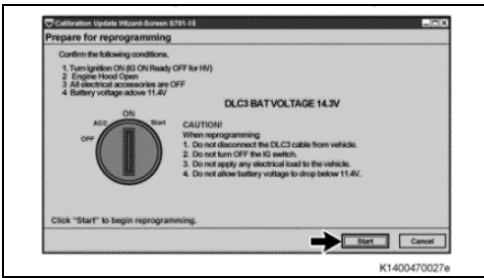 Calibration Update Wizard-Screen S701-15
Prepare for reprogramming
Confirm the following conditions.
1. Turn Ignition ON (IG ON Ready OFF for HV)
2 Engine Hood Open
3 All electrical accessories are OFF
4 Battery voltage adove 11.4V
DLC3 BAT VOLTAGE 14.3V
ON
ACC
Start
OFF
CAUTION!
When reprogramming
1. Do not disconnect the DLC3 cable from vehicle.
2. Do not turn OFF the IG switch.
3. Do not apply any electrical load to the vehicle.
4. Do not allow battery voltage to drop below 11.4V.
Click "Start" to begin reprogramming.
Start
Cancel
K1400470027e